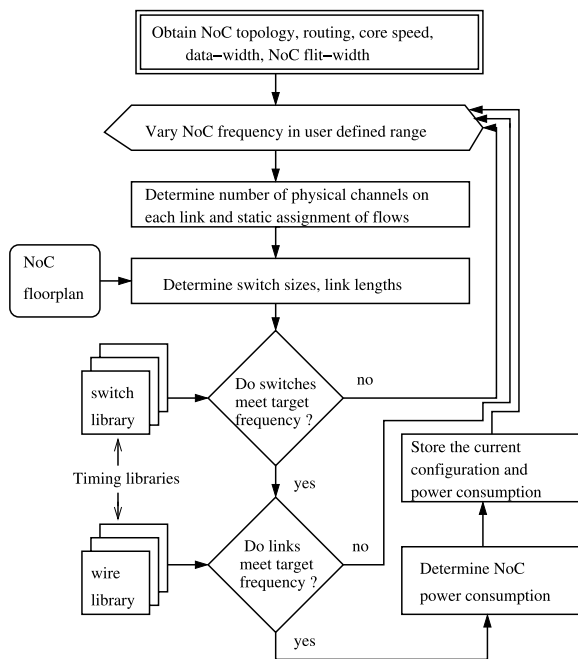 Obtain NoC topology, routing, core speed,
data–width, NoC flit–width
Vary NoC frequency in user defined range
Determine number of physical channels on
each link and static assignment of flows
NoC
floorplan
Determine switch sizes, link lengths
Do switches
meet target
frequency ?
no
switch
library
yes
Timing libraries
Store the current
configuration and
power consumption
Do links
meet target
frequency ?
no
wire
library
Determine NoC
power consumption
yes